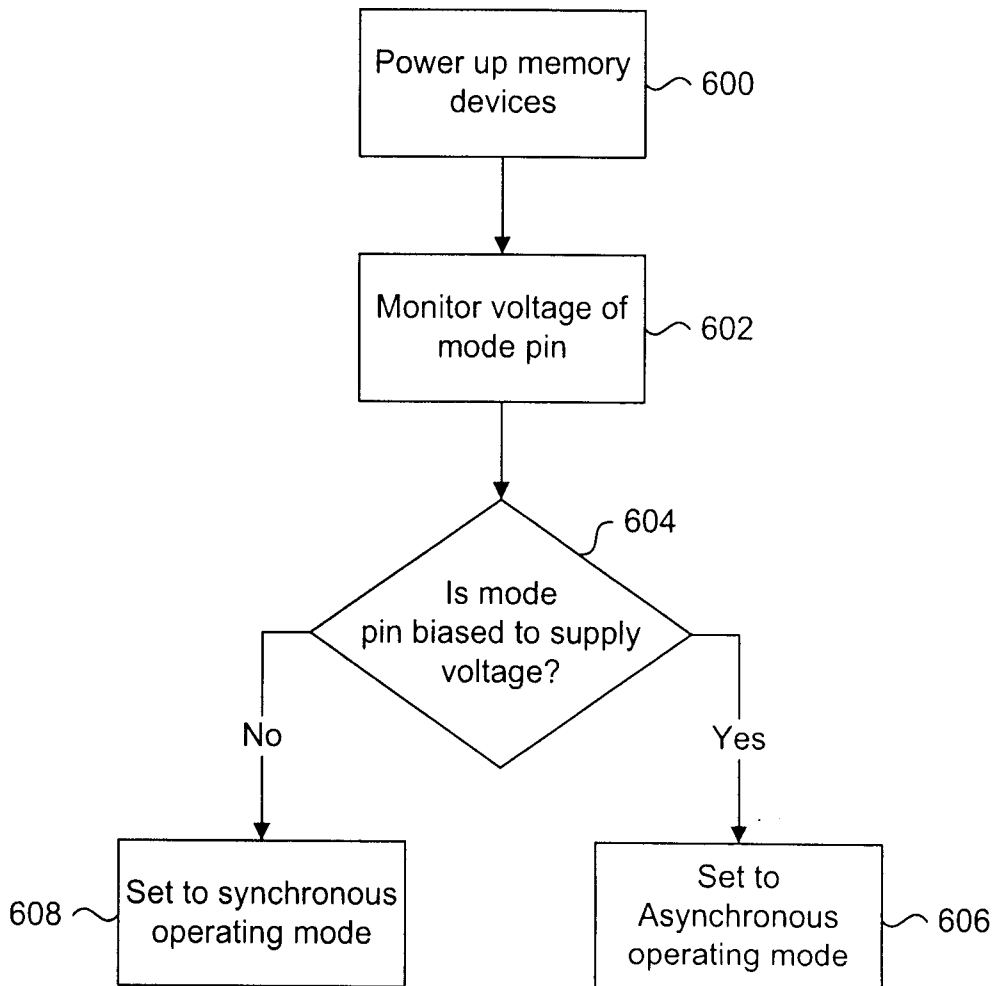 Power up memory
devices
600
Monitor voltage of
mode pin
602
604
Is mode
pin biased to supply
voltage?
No
Yes
Set to synchronous
operating mode
608
Set to
Asynchronous
operating mode
606